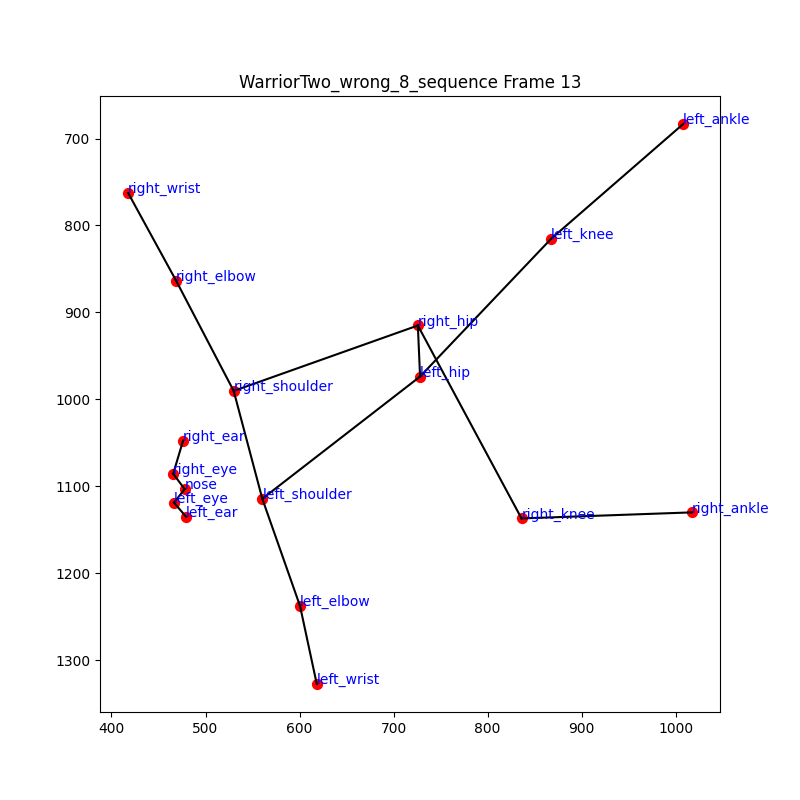 WarriorTwo_wrong_8_sequence Frame 13
left_ankle
700
right_wrist
800
left_knee
right_elbow
900
right_hip
left_hip
1000
right_shoulder
right_ear
right_eye
nose
1100
left_eye
left_shoulder
left_ear
right_knee
right_ankle
1200
left_elbow
1300
left_wrist
400 500 600 700 800 900 1000